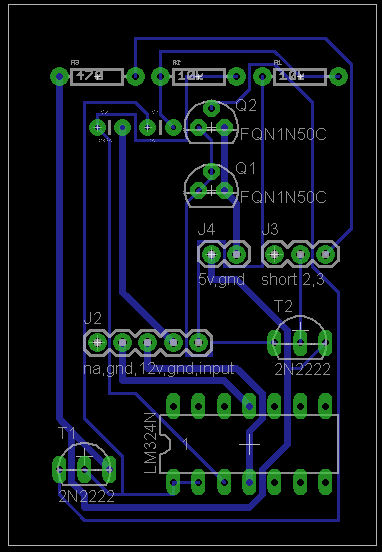 R3 R2 R1
470 10k 10k
Q2
FQN1N50C
Q1
FQN1N50C
J4 J3
5v,gnd short 2,3
T2
J2
2N2222
na,gnd,12v,gnd,input
LM324N
1
T1
2N2222